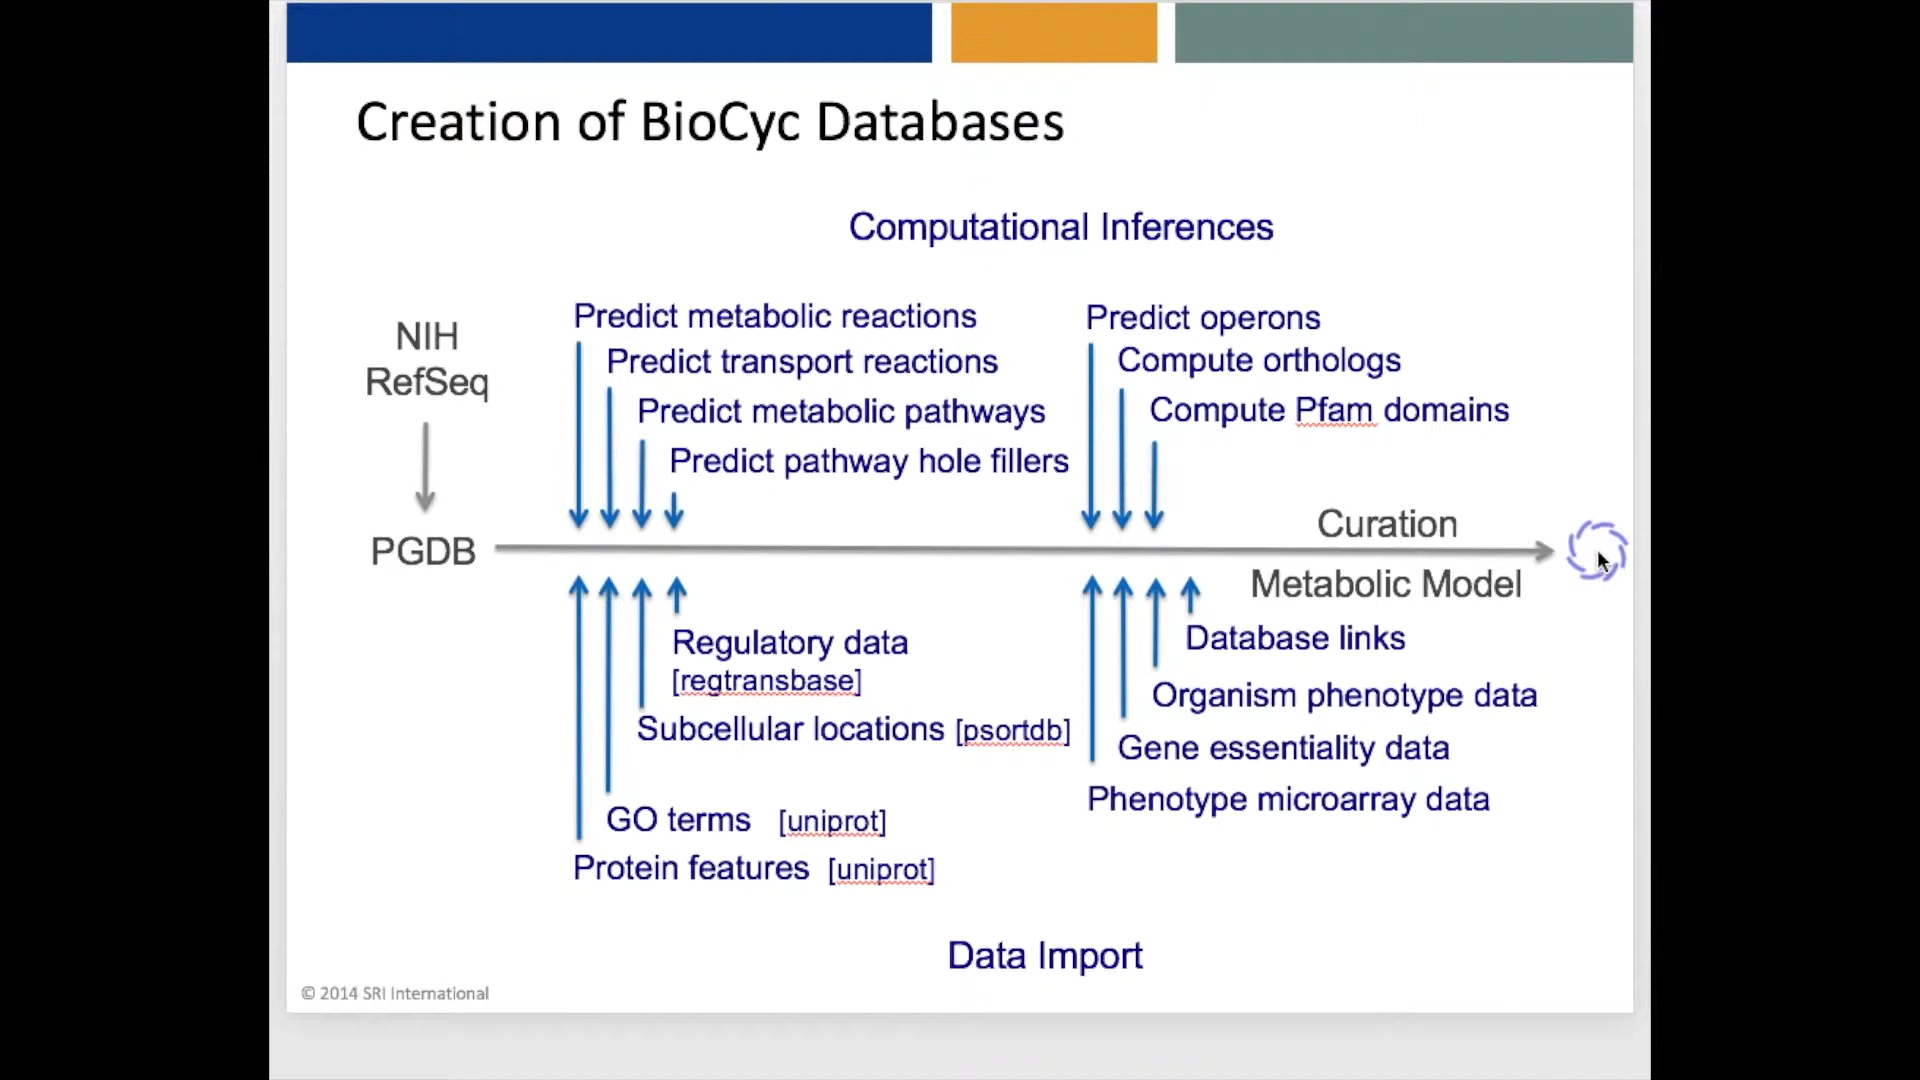 Creation of BioCyc Databases
Computational Inferences
NIH
RefSeq
PGDB
Predict metabolic reactions
Predict transport reactions
Predict metabolic pathways
Predict pathway hole fillers
Predict operons
Compute orthologs
Compute Pfam domains
Curation
Metabolic Model
Regulatory data
[regtransbase]
Subcellular locations [psortdb]
GO terms [uniprot]
Protein features [uniprot]
Database links
Organism phenotype data
Gene essentiality data
Phenotype microarray data
Data Import
© 2014 SRI International